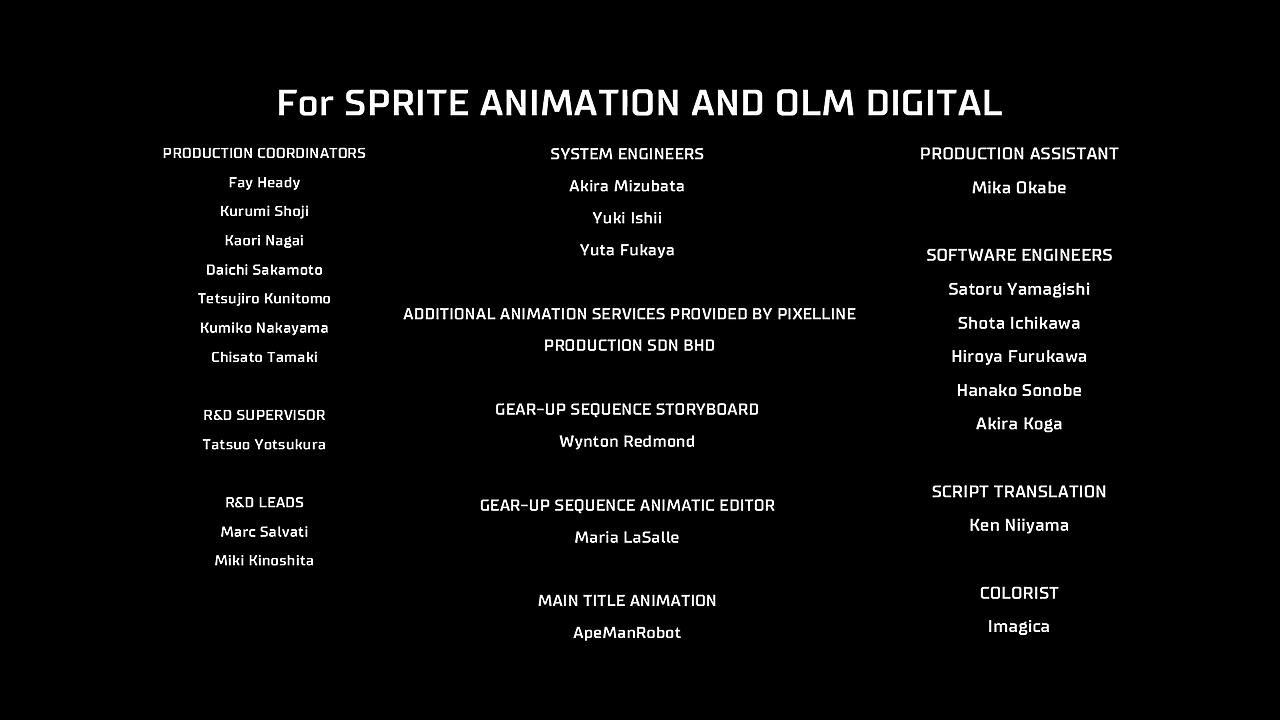 For SPRITE ANIMATION AND OLM DIGITAL
PRODUCTION COORDINATORS
Fay Heady
Kurumi Shoji
Kaori Nagai
Daichi Sakamoto
Tetsujiro Kunitomo
Kumiko Nakayama
Chisato Tamaki
R&D SUPERVISOR
Tatsuo Yotsukura
R&D LEADS
Marc Salvati
Miki Kinoshita
SYSTEM ENGINEERS
Akira Mizubata
Yuki Ishii
Yuta Fukaya
ADDITIONAL ANIMATION SERVICES PROVIDED BY PIXELLINE
PRODUCTION SDN BHD
GEAR-UP SEQUENCE STORYBOARD
Wynton Redmond
GEAR-UP SEQUENCE ANIMATIC EDITOR
Maria LaSalle
MAIN TITLE ANIMATION
ApeManRobot
PRODUCTION ASSISTANT
Mika Okabe
SOFTWARE ENGINEERS
Satoru Yamagishi
Shota Ichikawa
Hiroya Furukawa
Hanako Sonobe
Akira Koga
SCRIPT TRANSLATION
Ken Niiyama
COLORIST
Imagica